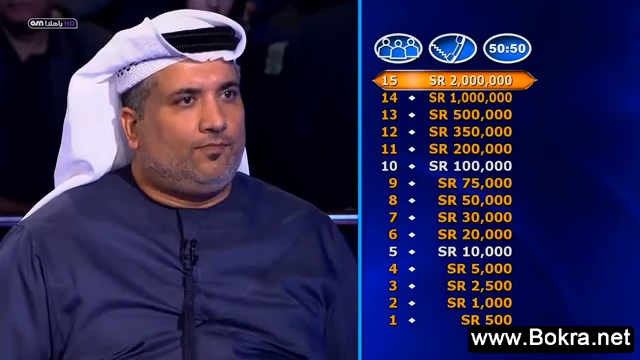 osn ياهلا HD
50:50
15 SR 2,000,000
14 SR 1,000,000
13 SR 500,000
12 SR 350,000
11 SR 200,000
10 SR 100,000
9 SR 75,000
8 SR 50,000
7 SR 30,000
6 SR 20,000
5 SR 10,000
4 SR 5,000
3 SR 2,500
2 SR 1,000
1 SR 500
www.Bokra.net